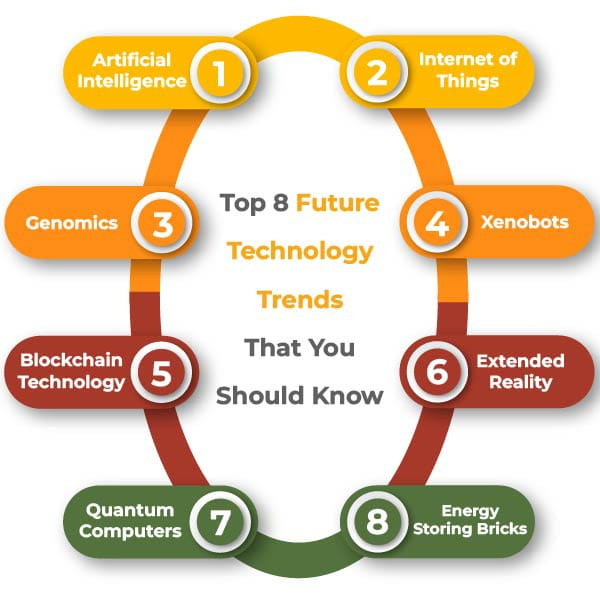 Artificial
Intelligence
1
2
Internet of
Things
Genomics
3
4
Xenobots
Top 8 Future
Technology
Trends
That You
Should Know
Blockchain
Technology
5
6
Extended
Reality
Quantum
Computers
7
8
Energy
Storing Bricks